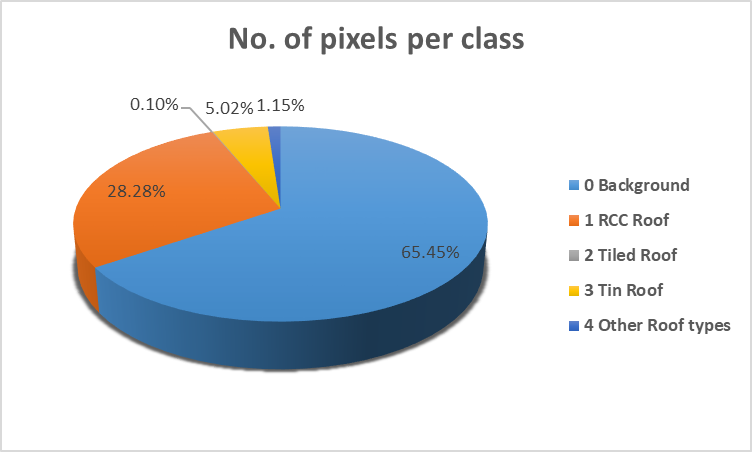 No. of pixels per class
0.10%
5.02%
1.15%
28.28%
65.45%
0 Background
1 RCC Roof
2 Tiled Roof
3 Tin Roof
4 Other Roof types